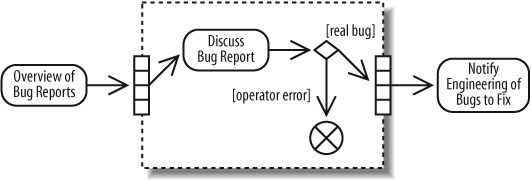 Overview of
Bug Reports
Discuss
Bug Report
[real bug]
[operator error]
Notify
Engineering of
Bugs to Fix